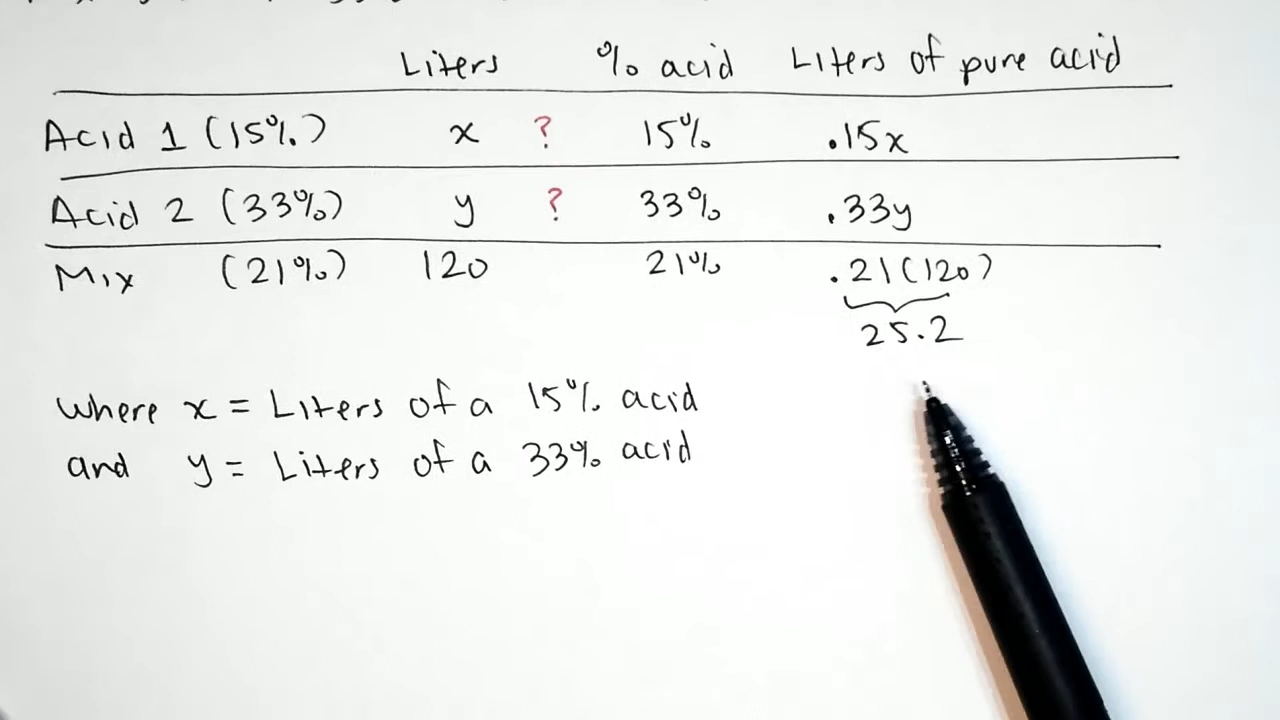 Liters % acid Liters of pure acid
Acid 1 (15%) x ? 15% .15x
Acid 2 (33%) y ? 33% .33y
Mix (21%) 120 21% .21(120)
25.2
where x = Liters of a 15% acid
and y = Liters of a 33% acid